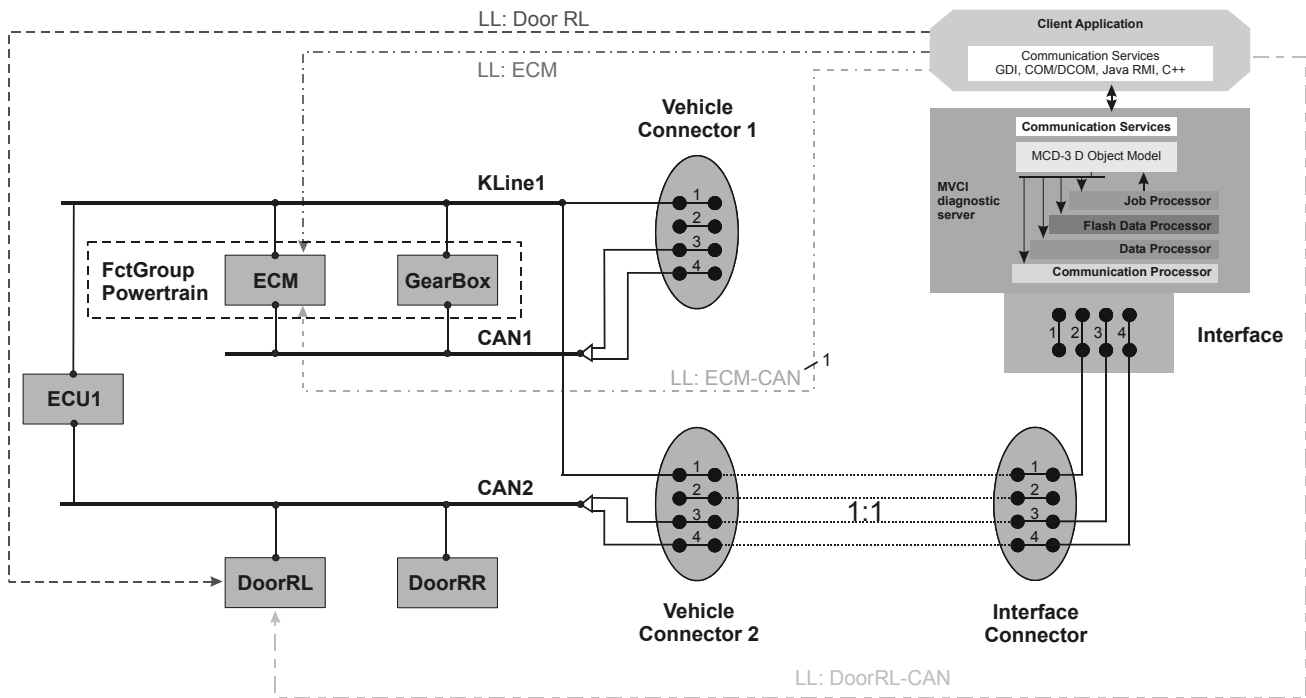 LL: Door RL
Client Application
Communication Services
GDI, COM/DCOM, Java RMI, C++
LL: ECM
Vehicle
Connector 1
Communication Services
MCD-3 D Object Model
MVCI
diagnostic
server
Job Processor
Flash Data Processor
Data Processor
Communication Processor
KLine1
1
2
3
4
FctGroup
Powertrain
ECM
GearBox
CAN1
1
2
3
4
Interface
LL: ECM-CAN
1
ECU1
CAN2
1
2
3
4
1:1
1
2
3
4
DoorRL
DoorRR
Vehicle
Connector 2
Interface
Connector
LL: DoorRL-CAN